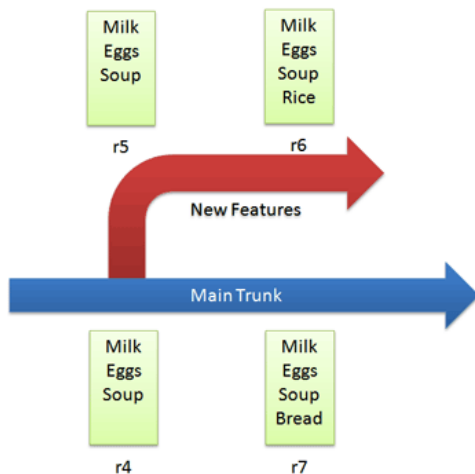 Milk
Eggs
Soup
r5
Milk
Eggs
Soup
Rice
r6
New Features
Main Trunk
Milk
Eggs
Soup
r4
Milk
Eggs
Soup
Bread
r7